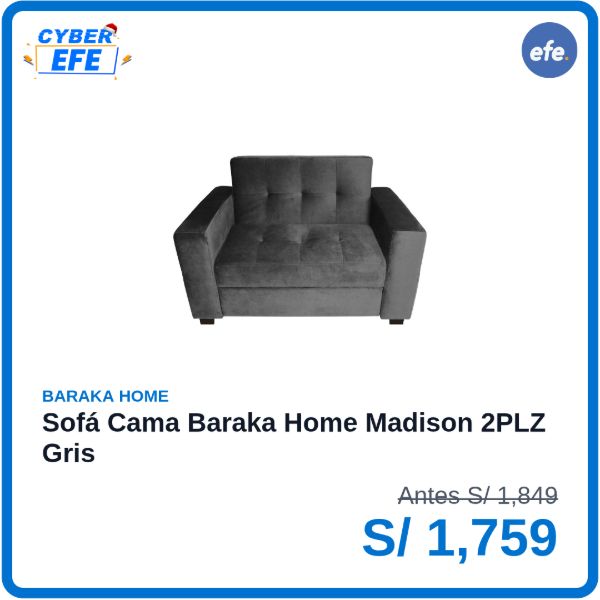 CYBER
EFE
efe.
BARAKA HOME
Sofá Cama Baraka Home Madison 2PLZ
Gris
Antes S/ 1,849
S/ 1,759